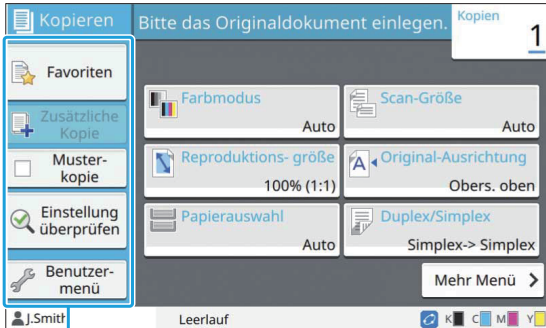 Kopieren
Bitte das Originaldokument einlegen.
Kopien
1
Favoriten
Zusätzliche
Kopie
Muster-
kopie
Einstellung
überprüfen
Benutzer-
menü
Farbmodus
Auto
Scan-Größe
Auto
Reproduktions- größe
100% (1:1)
Original-Ausrichtung
Obers. oben
Papierauswahl
Auto
Duplex/Simplex
Simplex-> Simplex
Mehr Menü
J.Smith
Leerlauf
K C M Y